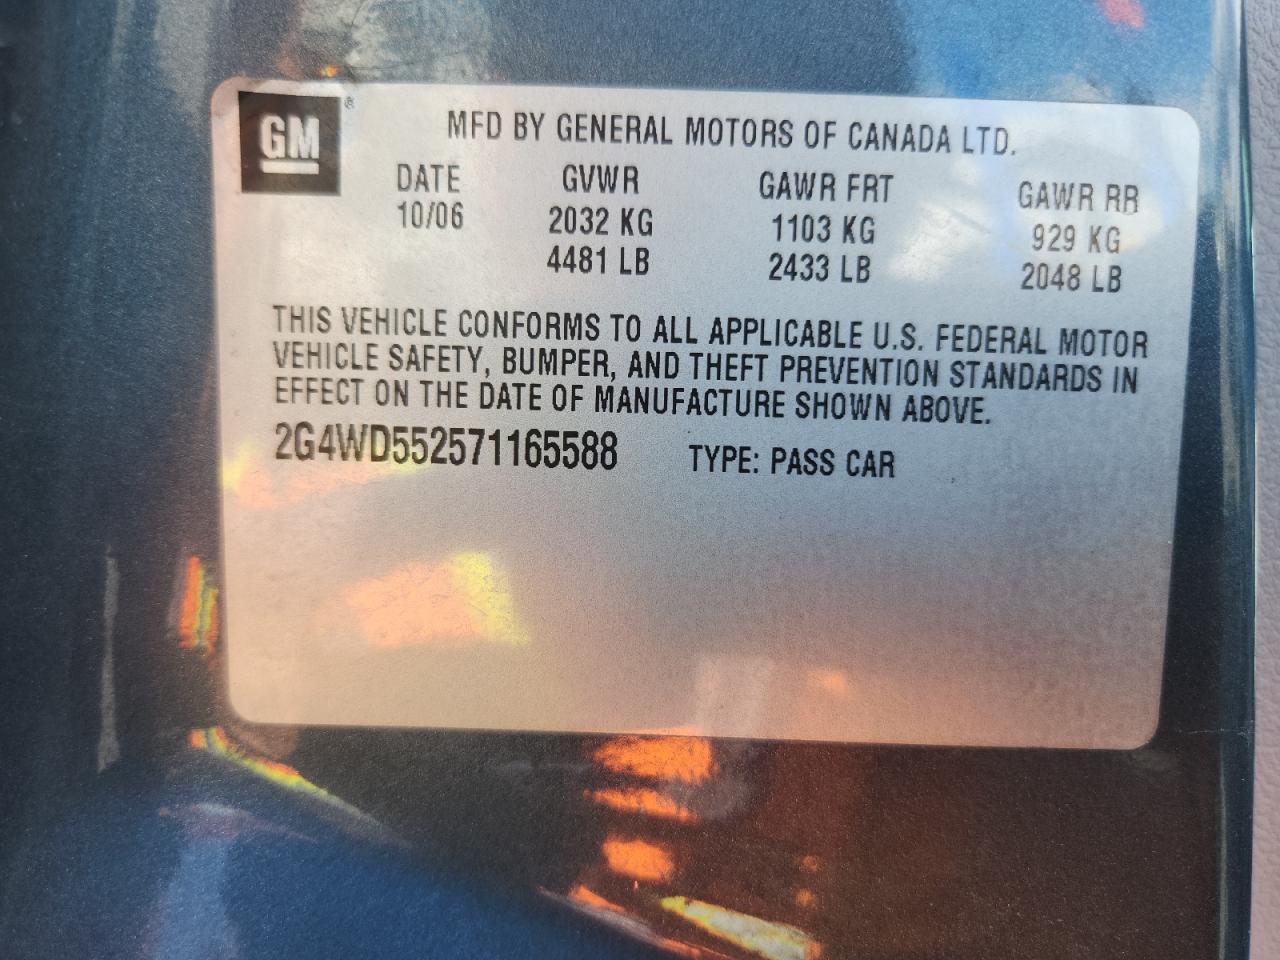 GM ®
MFD BY GENERAL MOTORS OF CANADA LTD.
DATE GVWR GAWR FRT GAWR RR
10/06 2032 KG 1103 KG 929 KG
4481 LB 2433 LB 2048 LB
THIS VEHICLE CONFORMS TO ALL APPLICABLE U.S. FEDERAL MOTOR
VEHICLE SAFETY, BUMPER, AND THEFT PREVENTION STANDARDS IN
EFFECT ON THE DATE OF MANUFACTURE SHOWN ABOVE.
2G4WD552571165588 TYPE: PASS CAR